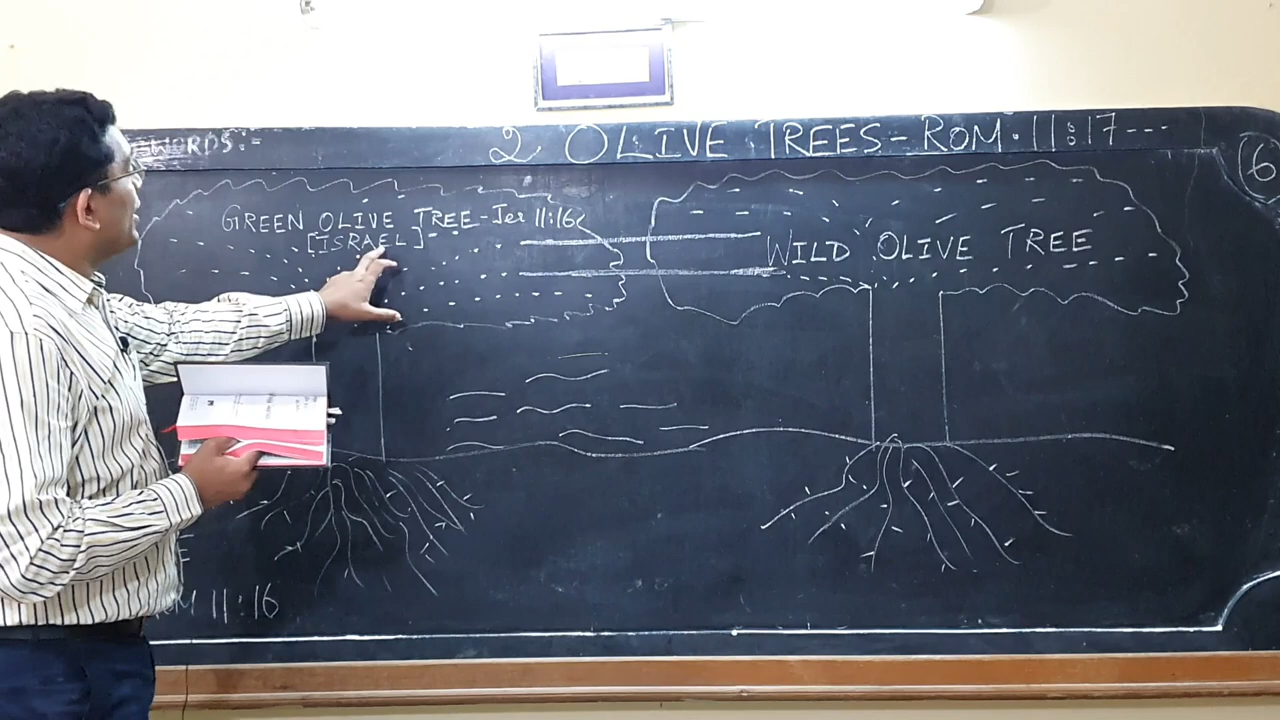 WORDS:-
2 OLIVE TREES-ROM. 11:17---
6
GREEN OLIVE TREE-Jer 11:16
[ISRAEL]
WILD OLIVE TREE
11:16